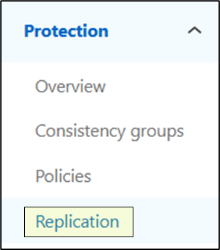 Protection
Overview
Consistency groups
Policies
Replication